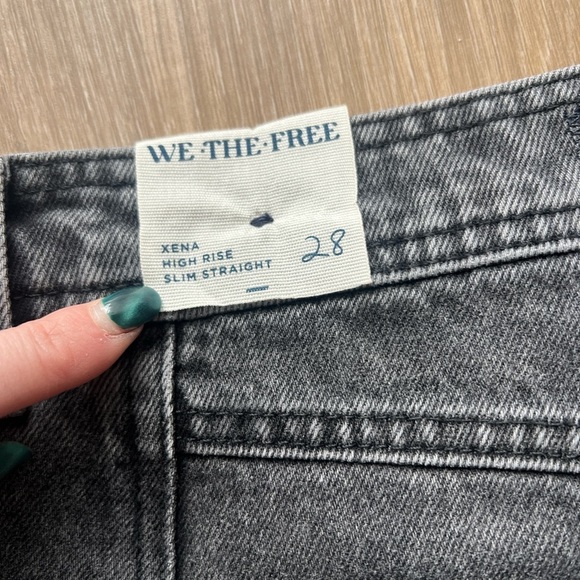 WE·THE·FREE
XENA
HIGH RISE
SLIM STRAIGHT
28